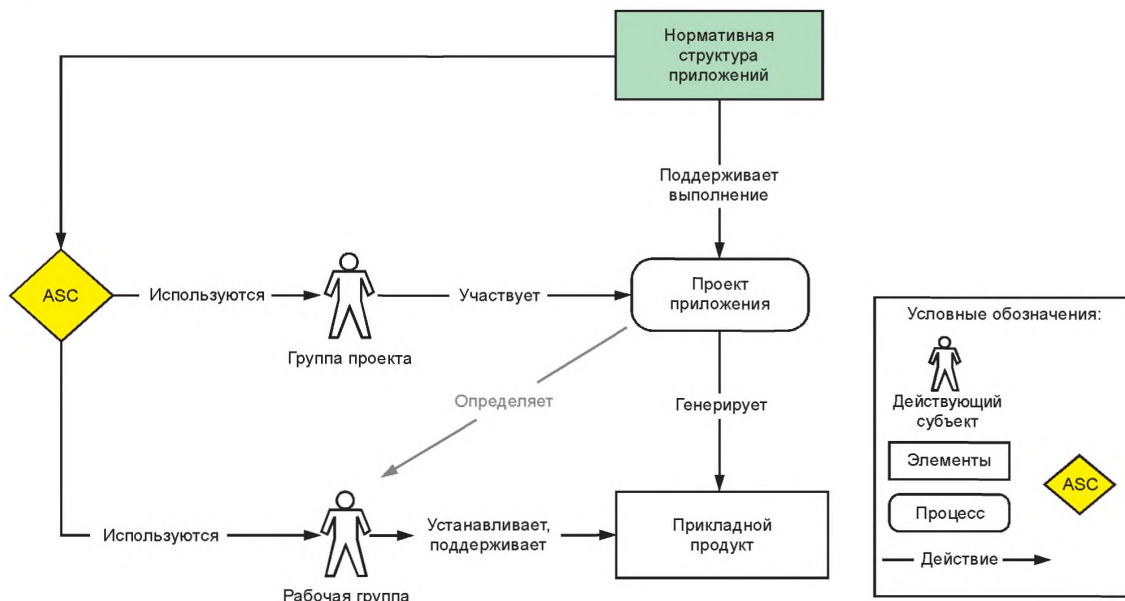 Нормативная
структура
приложений
Поддерживает
выполнение
ASC
Используются
Участвует
Проект
приложения
Группа проекта
Определяет
Генерирует
Используются
Устанавливает,
поддерживает
Прикладной
продукт
Рабочая группа
Условные обозначения:
Действующий
субъект
Элементы
ASC
Процесс
Действие